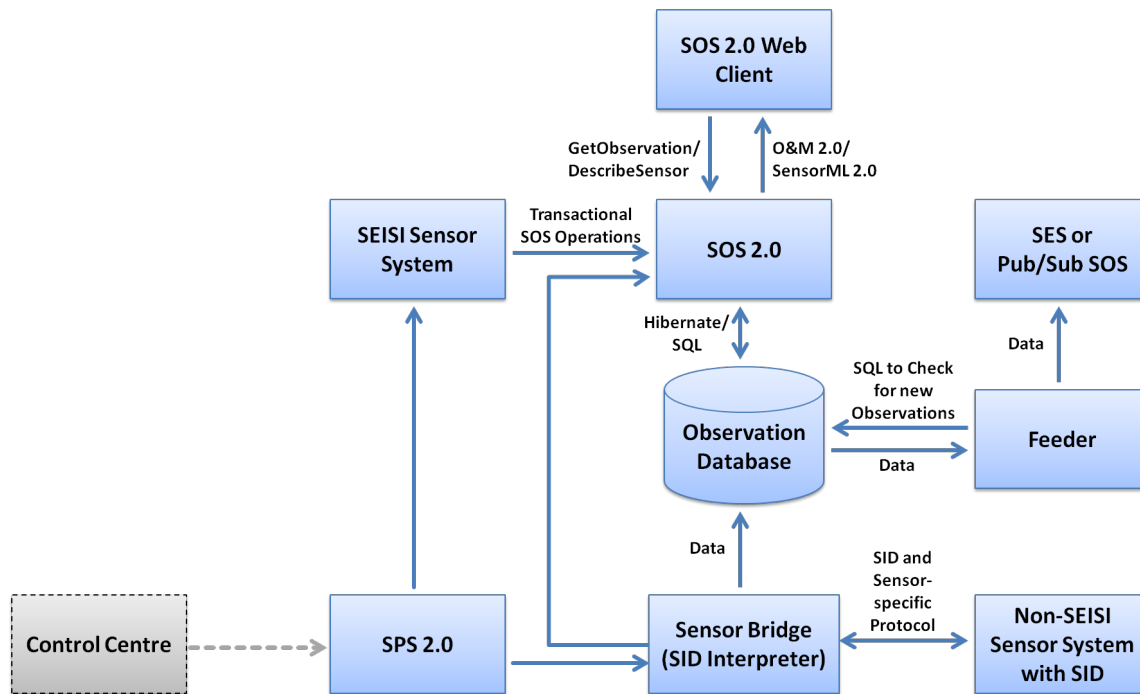 SOS 2.0 Web
Client
GetObservation/
DescribeSensor
O&M 2.0/
SensorML 2.0
SEISI Sensor
System
Transactional
SOS Operations
SOS 2.0
SES or
Pub/Sub SOS
Hibernate/
SQL
Data
SQL to Check
for new
Observations
Observation
Database
Feeder
Data
Data
SID and
Sensor-
specific
Protocol
Control Centre
SPS 2.0
Sensor Bridge
(SID Interpreter)
Non-SEISI
Sensor System
with SID